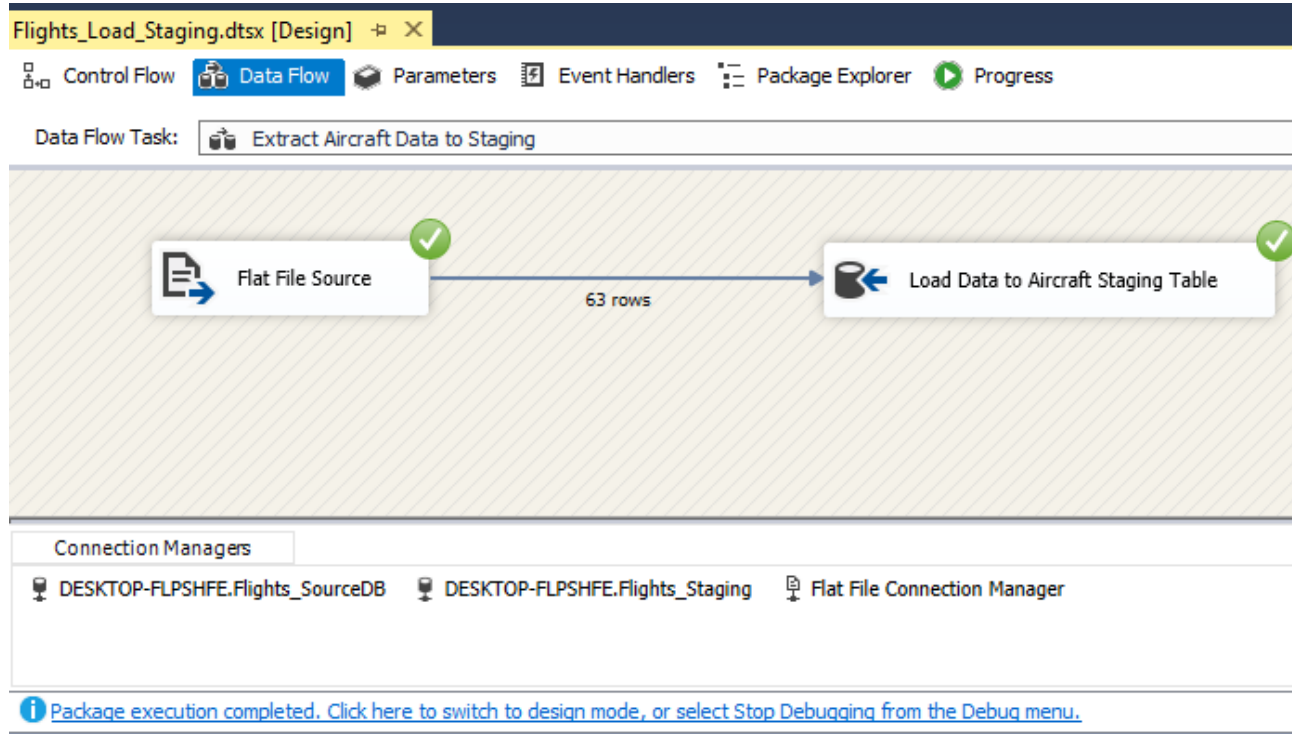 Flights_Load_Staging.dtsx [Design]
Control Flow Data Flow Parameters Event Handlers Package Explorer Progress
Data Flow Task: Extract Aircraft Data to Staging
Flat File Source
63 rows
Load Data to Aircraft Staging Table
Connection Managers
DESKTOP-FLPSHFE.Flights_SourceDB DESKTOP-FLPSHFE.Flights_Staging Flat File Connection Manager
Package execution completed. Click here to switch to design mode, or select Stop Debugging from the Debug menu.